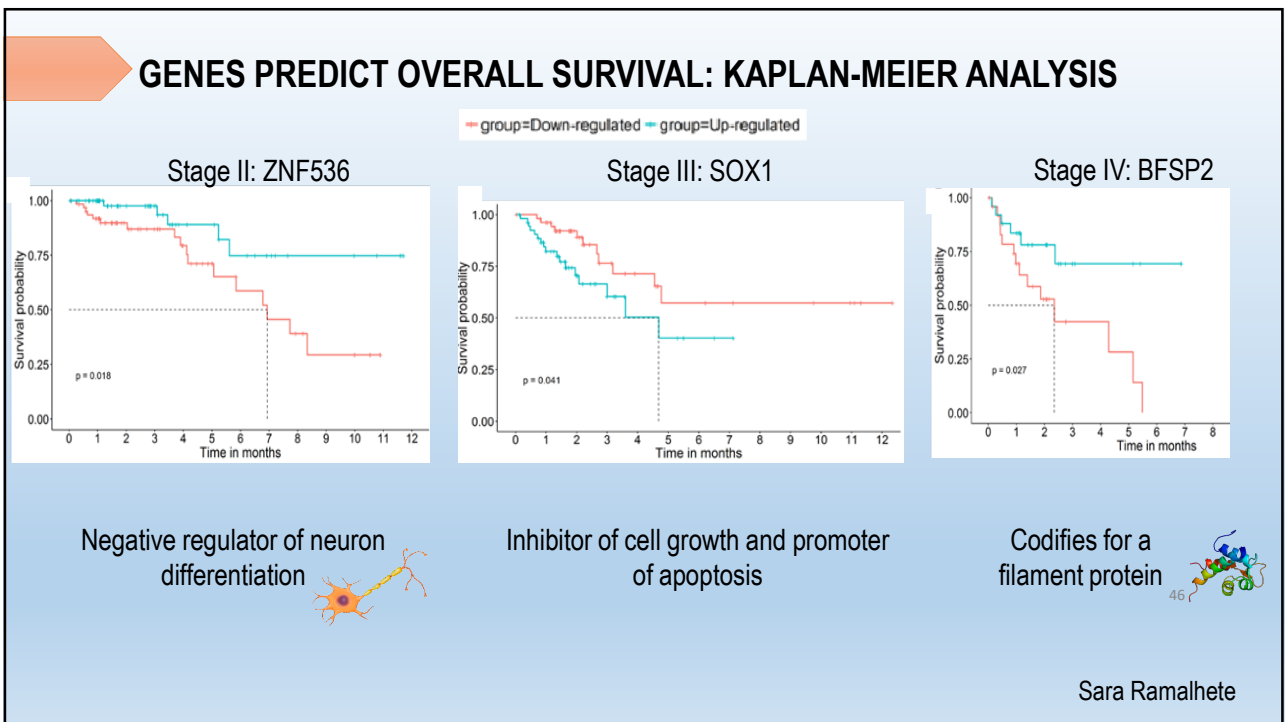 GENES PREDICT OVERALL SURVIVAL: KAPLAN-MEIER ANALYSIS
group=Down-regulated group=Up-regulated
Stage II: ZNF536
Survival probability
1.00
0.75
0.50
0.25
0.00
p = 0.018
0 1 2 3 4 5 6 7 8 9 10 11 12
Time in months
Negative regulator of neuron
differentiation
Stage III: SOX1
Survival probability
1.00
0.75
0.50
0.25
0.00
p = 0.041
0 1 2 3 4 5 6 7 8 9 10 11 12
Time in months
Inhibitor of cell growth and promoter
of apoptosis
Stage IV: BFSP2
Survival probability
1.00
0.75
0.50
0.25
0.00
p = 0.027
0 1 2 3 4 5 6 7 8
Time in months
Codifies for a
filament protein
46
Sara Ramalhete